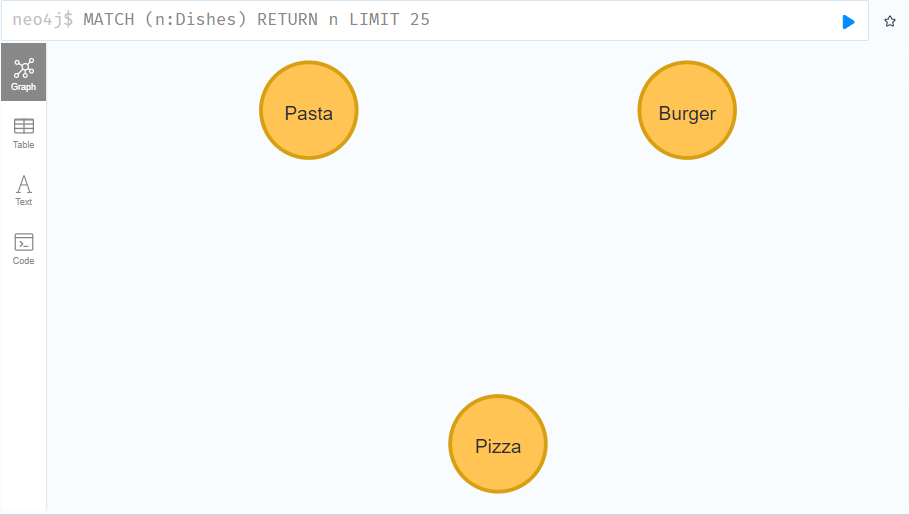 neo4j$ MATCH (n:Dishes) RETURN n LIMIT 25
Graph
Table
Text
Code
Pasta
Burger
Pizza